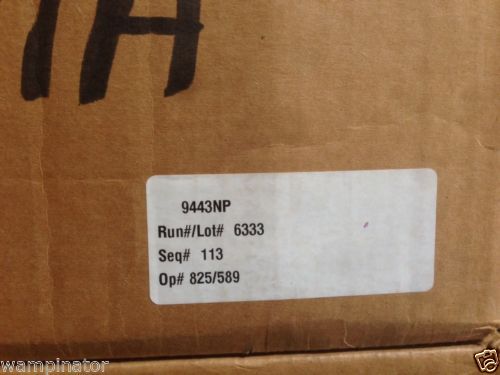 9443NP
Run#/Lot# 6333
Seq# 113
Op# 825/589
wampinator